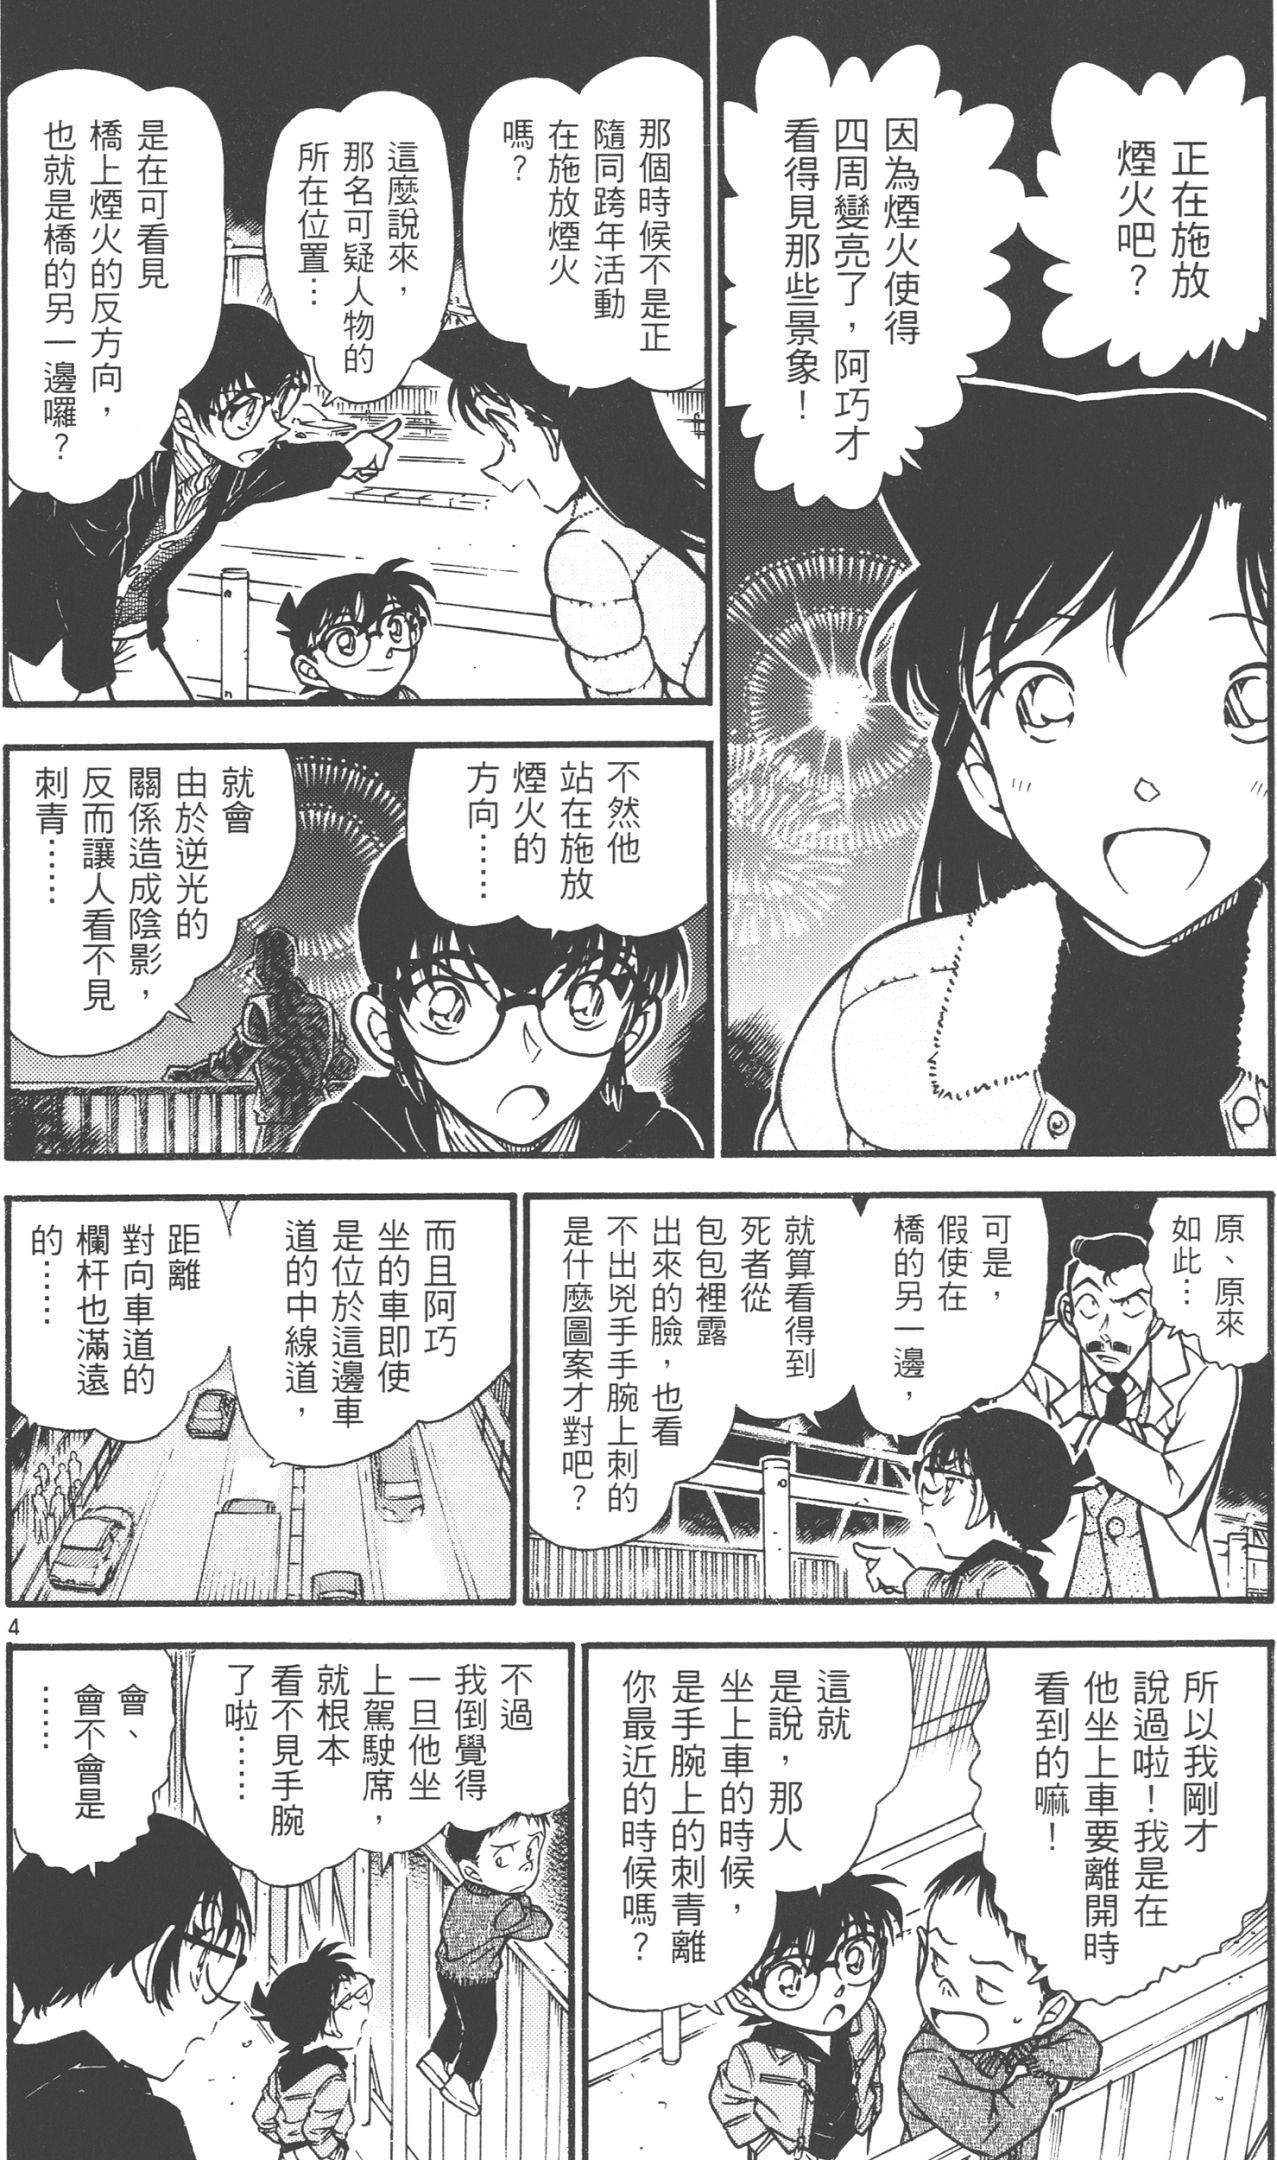 那個時候不是正
隨同跨年活動
在施放煙火
嗎？
這麼說來，
那名可疑人物的
所在位置…
是在可看見
橋上煙火的反方向，
也就是橋的另一邊囉？
正在施放
煙火吧？
因為煙火使得
四周變亮了，阿巧才
看得見那些景象！
不然他
站在施放
煙火的
方向……
就會
由於逆光的
關係造成陰影，
反而讓人看不見
刺青……
原、原來
如此…
可是，
假使在
橋的另一邊，
就算看得到
死者從
包包裡露
出來的臉，也看
不出兇手手腕上刺的
是什麼圖案才對吧？
而且阿巧
坐的車即使
是位於這邊車
道的中線道，
距離
對向車道的
欄杆也滿遠
的……
4
所以我剛才
說過啦！我是在
他坐上車要離開時
看到的嘛！
這就
是說，那人
坐上車的時候，
是手腕上的刺青離
你最近的時候嗎？
不過
我倒覺得
一旦他坐
上駕駛席，
就根本
看不見手腕
了啦……
會、
會不會是
……